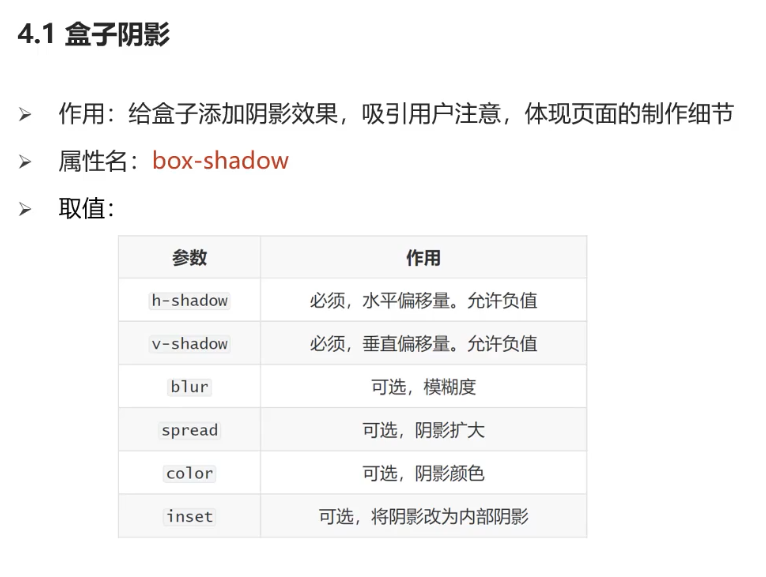 4.1 盒子阴影
➢ 作用：给盒子添加阴影效果，吸引用户注意，体现页面的制作细节
➢ 属性名：box-shadow
➢ 取值：
参数 作用
h-shadow 必须，水平偏移量。允许负值
v-shadow 必须，垂直偏移量。允许负值
blur 可选，模糊度
spread 可选，阴影扩大
color 可选，阴影颜色
inset 可选，将阴影改为内部阴影